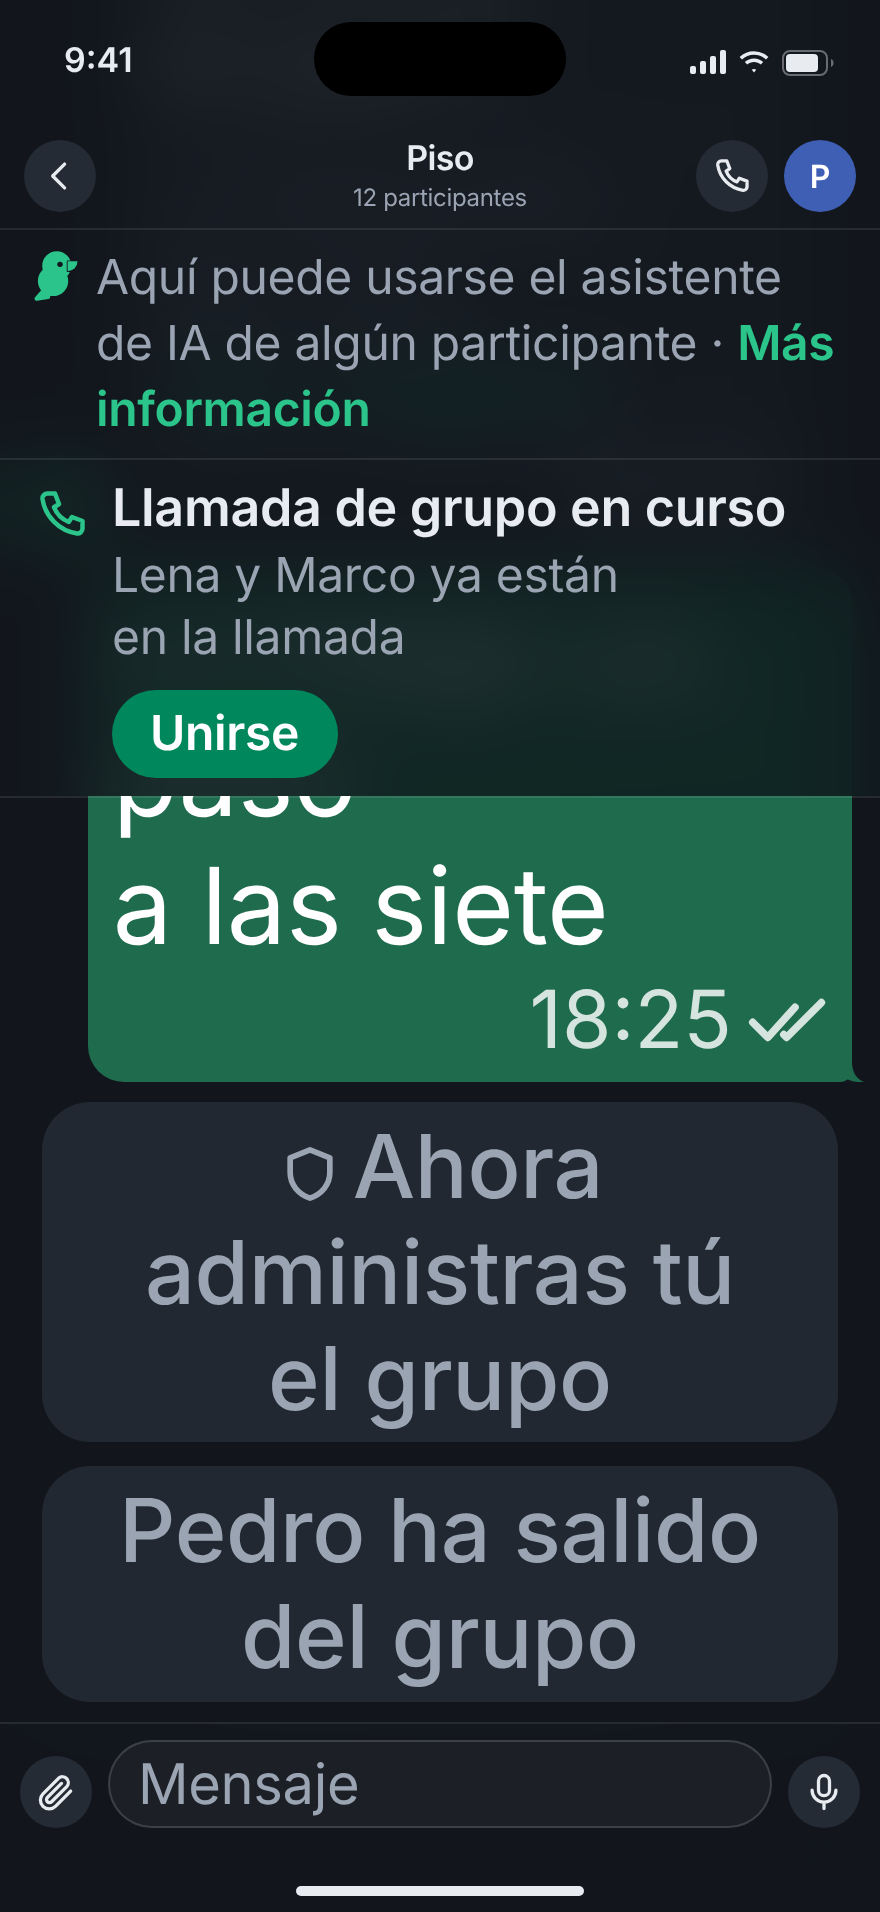 9:41
Piso
12 participantes
P
Aquí puede usarse el asistente
de IA de algún participante · Más
información
Llamada de grupo en curso
Lena y Marco ya están
en la llamada
Unirse
paso
a las siete
18:25
Ahora
administras tú
el grupo
Pedro ha salido
del grupo
Mensaje